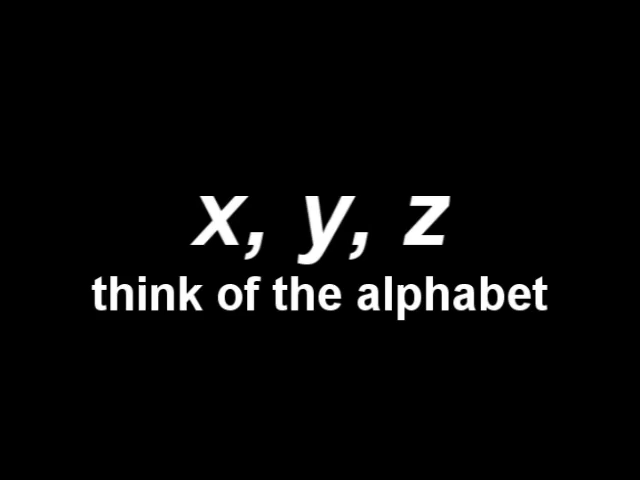 x, y, z
think of the alphabet